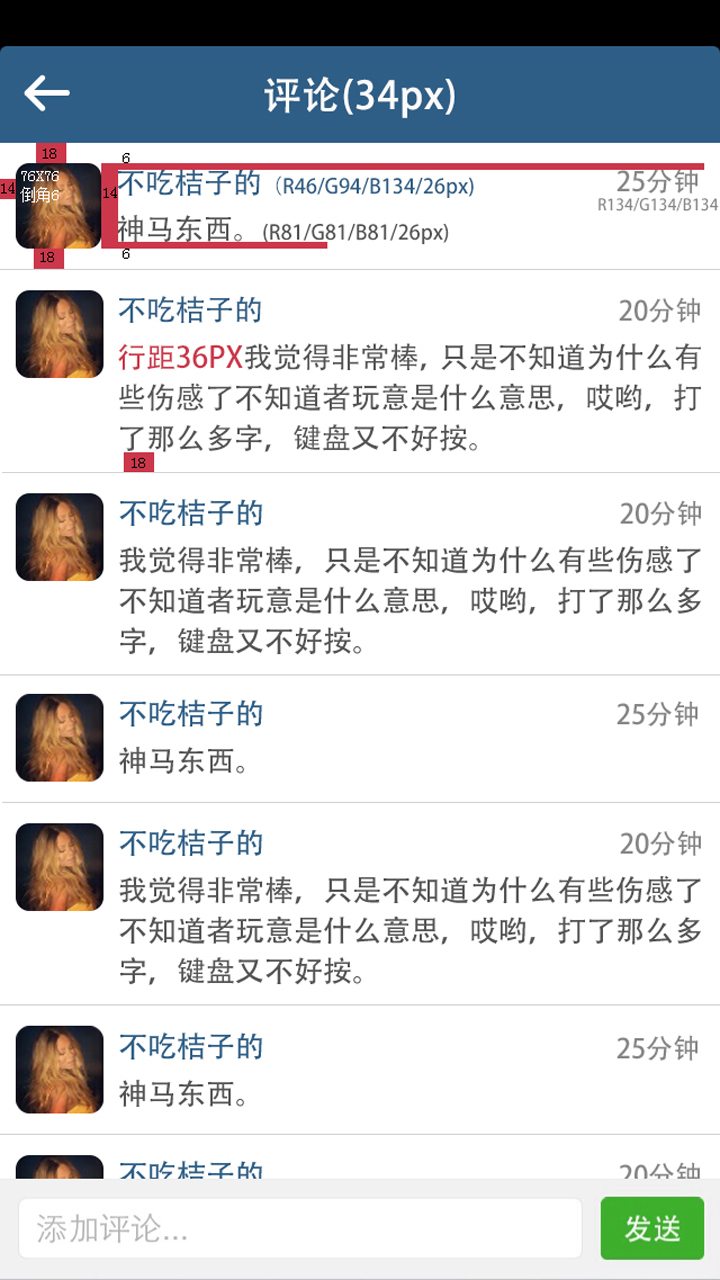 评论(34px)
18
6
76X76
倒角6
14
14
不吃桔子的 (R46/G94/B134/26px)
25分钟
R134/G134/B134
神马东西。(R81/G81/B81/26px)
18
6
不吃桔子的
20分钟
行距36PX我觉得非常棒, 只是不知道为什么有
些伤感了不知道者玩意是什么意思, 哎哟, 打
了那么多字, 键盘又不好按。
18
不吃桔子的
20分钟
我觉得非常棒, 只是不知道为什么有些伤感了
不知道者玩意是什么意思, 哎哟, 打了那么多
字, 键盘又不好按。
不吃桔子的
25分钟
神马东西。
不吃桔子的
20分钟
我觉得非常棒, 只是不知道为什么有些伤感了
不知道者玩意是什么意思, 哎哟, 打了那么多
字, 键盘又不好按。
不吃桔子的
25分钟
神马东西。
不吃桔子的
20分钟
添加评论...
发送